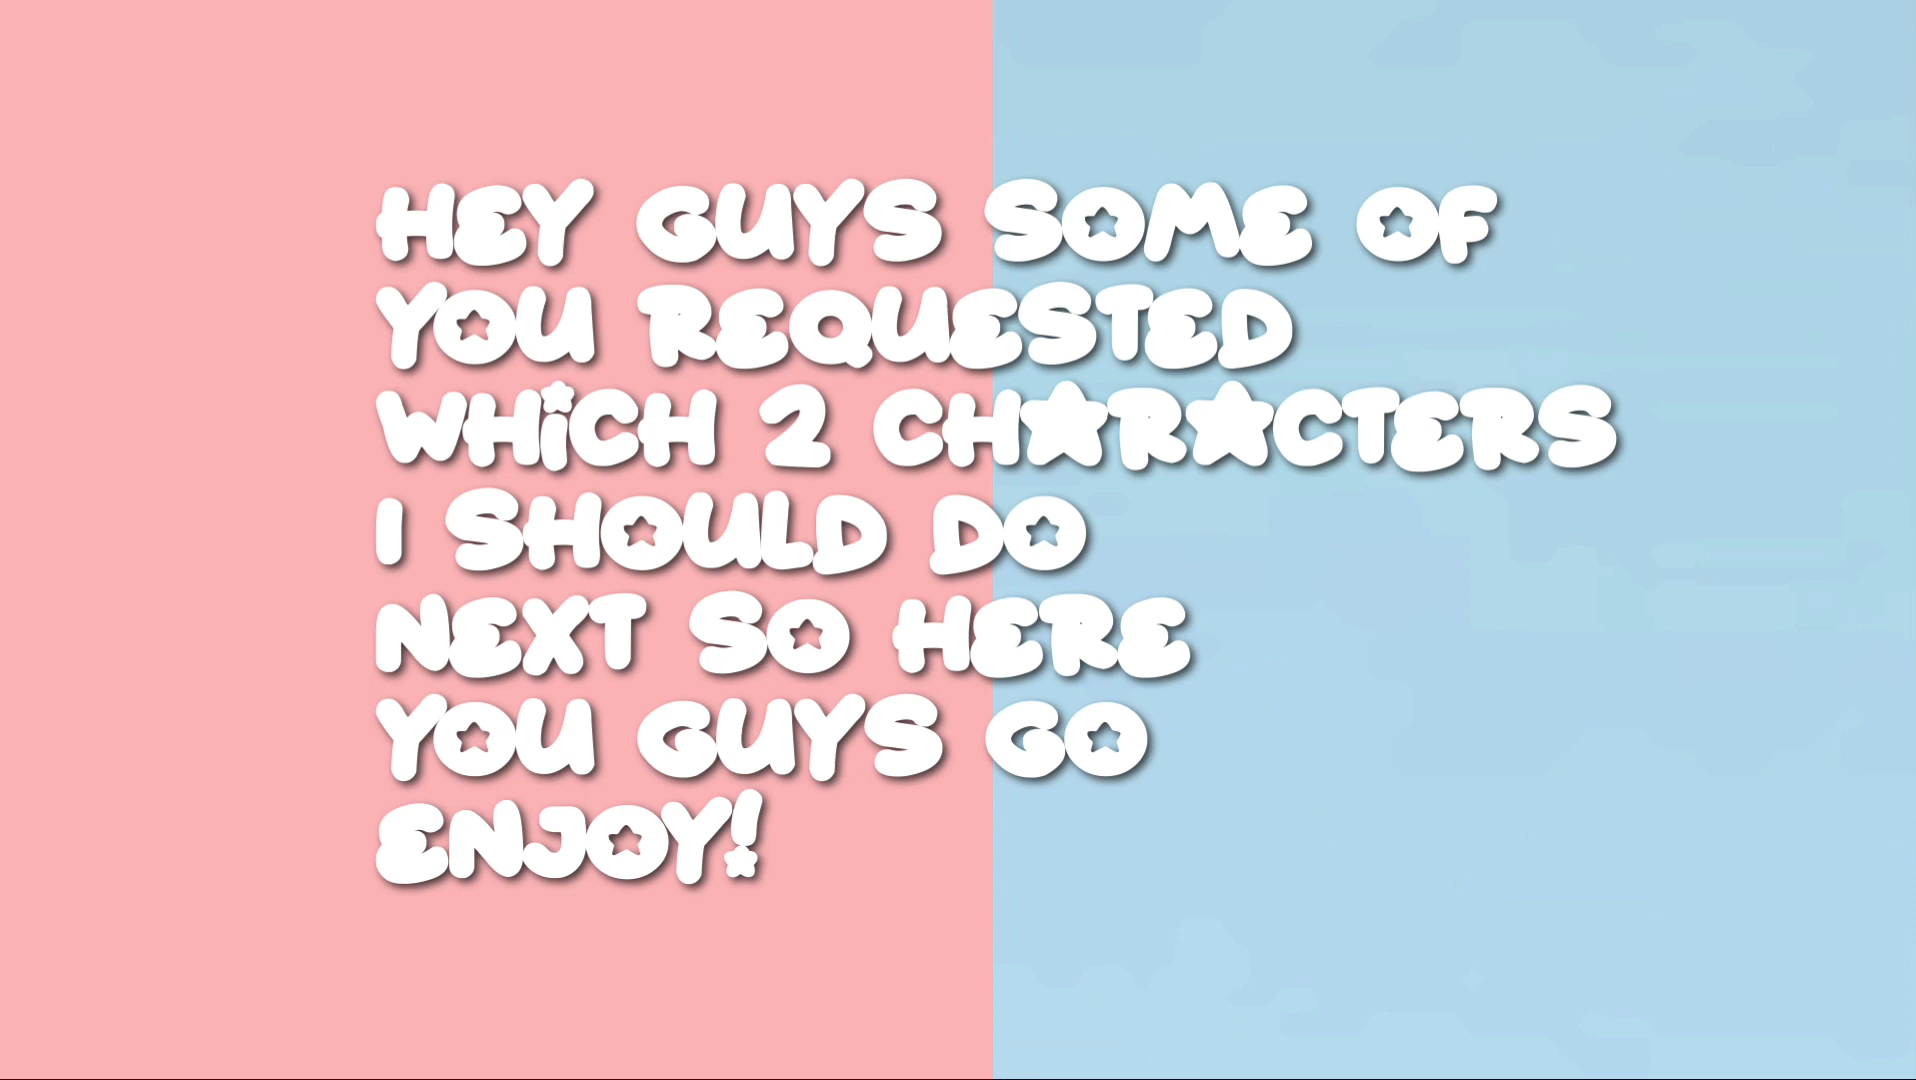 HEY GUYS SOME OF
YOU REQUESTED
WHICH 2 CHARACTERS
I SHOULD DO
NEXT SO HERE
YOU GUYS GO
ENJOY!